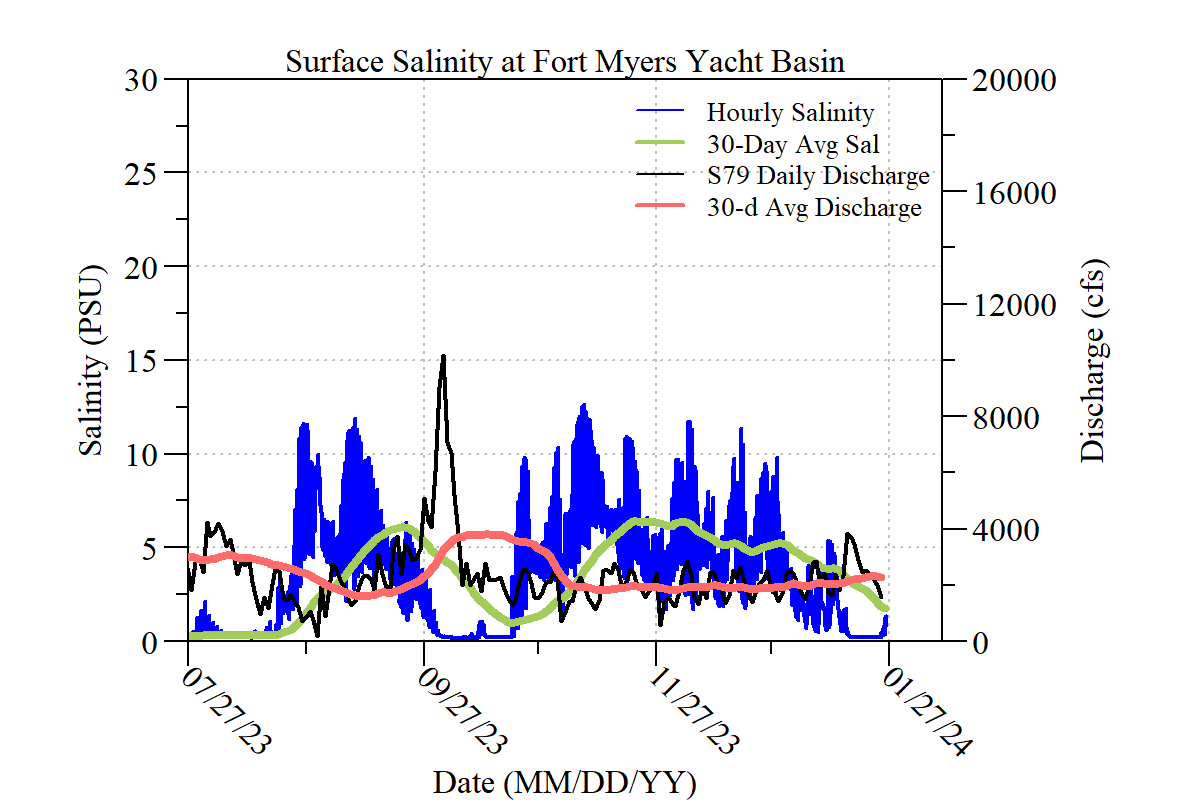 Surface Salinity at Fort Myers Yacht Basin
30
25
20
15
10
5
0
Salinity (PSU)
Hourly Salinity
30-Day Avg Sal
S79 Daily Discharge
30-d Avg Discharge
20000
16000
12000
8000
4000
0
Discharge (cfs)
07/27/23
09/27/23
11/27/23
01/27/24
Date (MM/DD/YY)